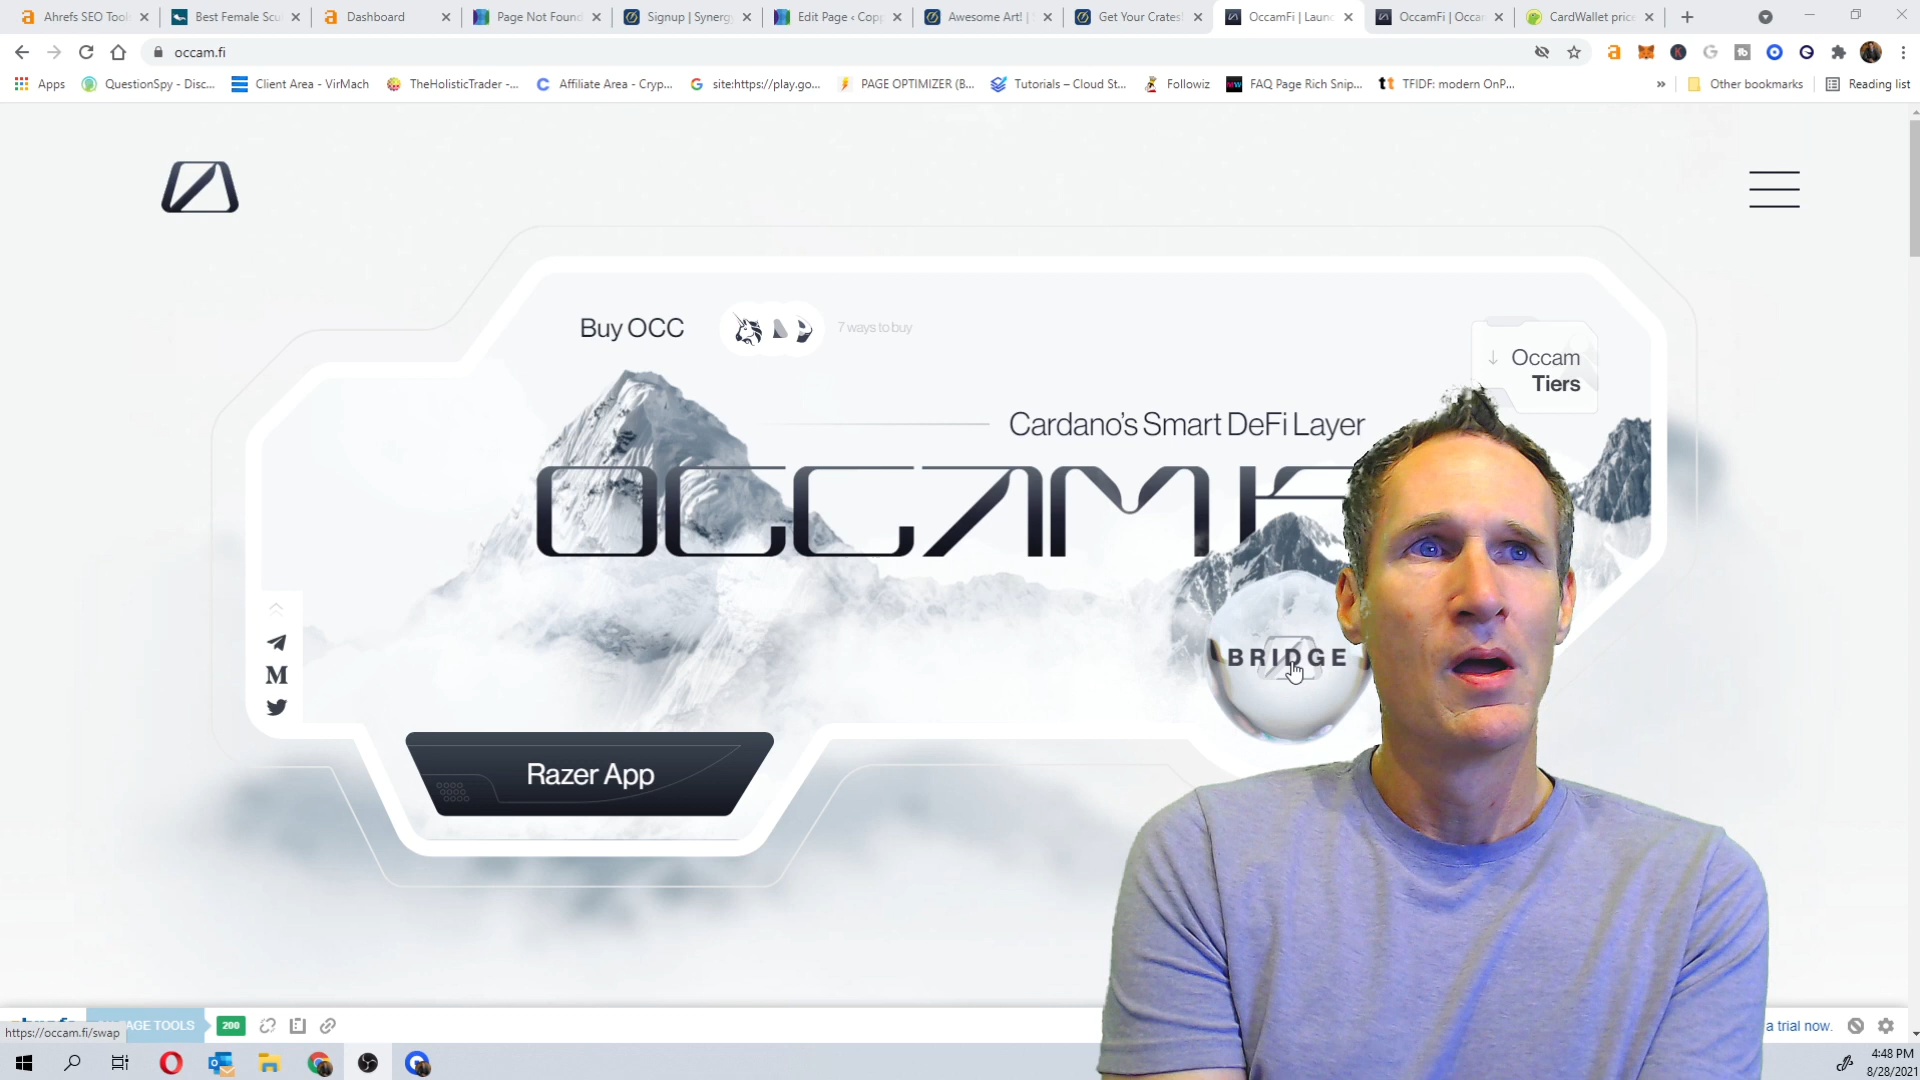 Ahrefs SEO Tool
Best Female Scu
Dashboard
Page Not Found
Signup | Synergy
Edit Page ‹ Cop
Awesome Art! |
Get Your Crates!
OccamFi | Laun
OccamFi | Occa
CardWallet pric
occam.fi
Apps
QuestionSpy - Disc...
Client Area - VirMach
TheHolisticTrader -...
Affiliate Area - Cryp...
site:https://play.go...
PAGE OPTIMIZER (B...
Tutorials – Cloud St...
Followiz
FAQ Page Rich Snip...
TFIDF: modern OnP...
»
Other bookmarks
Reading list
Buy OCC
7 ways to buy
Occam
Tiers
Cardano's Smart DeFi Layer
OCCAM
BRIDGE
Razer App
AGE TOOLS
200
a trial now.
https://occam.fi/swap
4:48 PM
8/28/2021